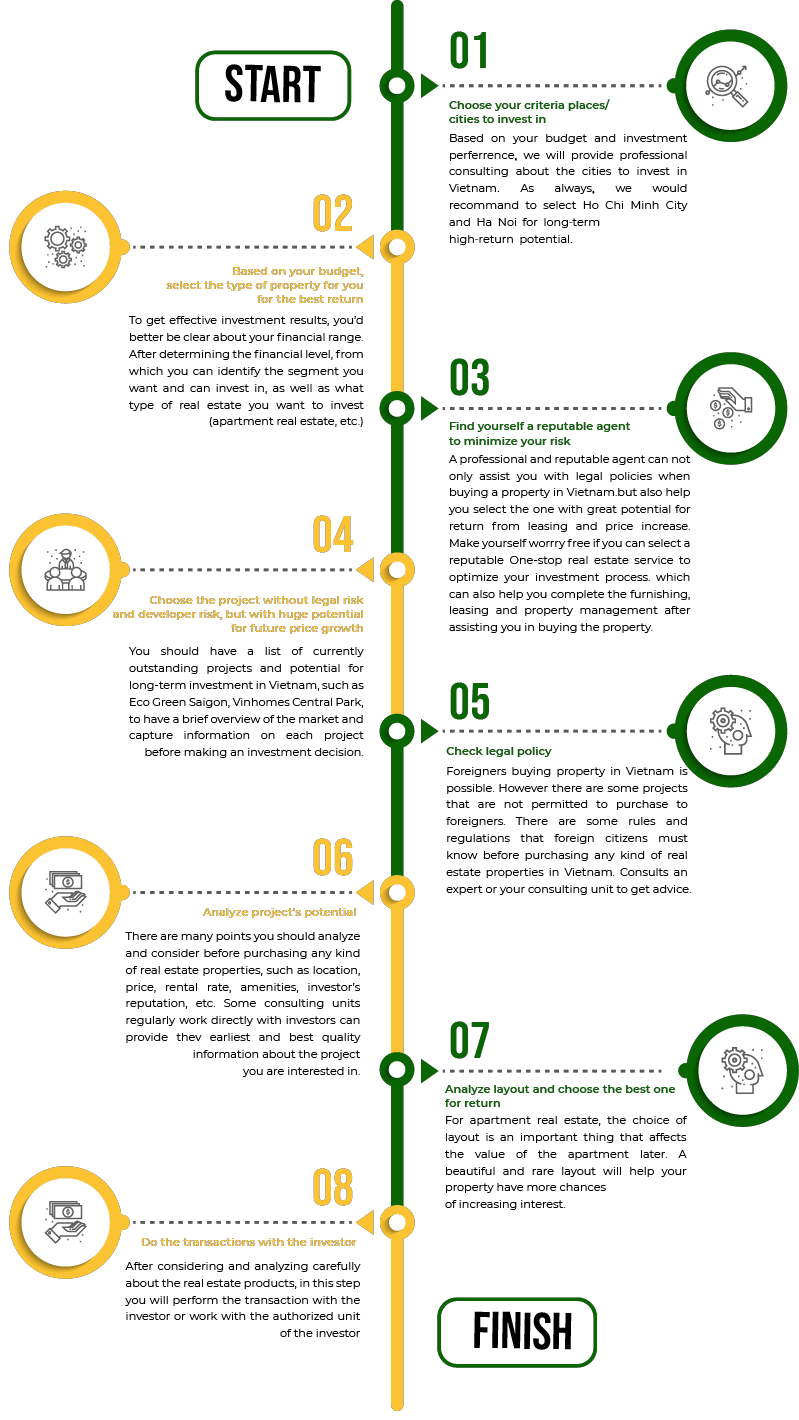 START
01
Choose your criteria places/
cities to invest in
Based on your budget and investment
perferrence, we will provide professional
consulting about the cities to invest in
Vietnam. As always, we would
recommand to select Ho Chi Minh City
and Ha Noi for long-term
high-return potential.
02
Based on your budget,
select the type of property for you
for the best return
To get effective investment results, you'd
better be clear about your financial range.
After determining the financial level, from
which you can identify the segment you
want and can invest in, as well as what
type of real estate you want to invest
(apartment real estate, etc.)
03
Find yourself a reputable agent
to minimize your risk
A professional and reputable agent can not
only assist you with legal policies when
buying a property in Vietnam.but also help
you select the one with great potential for
return from leasing and price increase.
Make yourself worrry free if you can select a
reputable One-stop real estate service to
optimize your investment process. which
can also help you complete the furnishing,
leasing and property management after
assisting you in buying the property.
04
Choose the project without legal risk
and developer risk, but with huge potential
for future price growth
You should have a list of currently
outstanding projects and potential for
long-term investment in Vietnam, such as
Eco Green Saigon, Vinhomes Central Park,
to have a brief overview of the market and
capture information on each project
before making an investment decision.
05
Check legal policy
Foreigners buying property in Vietnam is
possible. However there are some projects
that are not permitted to purchase to
foreigners. There are some rules and
regulations that foreign citizens must
know before purchasing any kind of real
estate properties in Vietnam. Consults an
expert or your consulting unit to get advice.
06
Analyze project's potential
There are many points you should analyze
and consider before purchasing any kind
of real estate properties, such as location,
price, rental rate, amenities, investor's
reputation, etc. Some consulting units
regularly work directly with investors can
provide thev earliest and best quality
information about the project
you are interested in.
07
Analyze layout and choose the best one
for return
For apartment real estate, the choice of
layout is an important thing that affects
the value of the apartment later. A
beautiful and rare layout will help your
property have more chances
of increasing interest.
08
Do the transactions with the investor
After considering and analyzing carefully
about the real estate products, in this step
you will perform the transaction with the
investor or work with the authorized unit
of the investor
FINISH